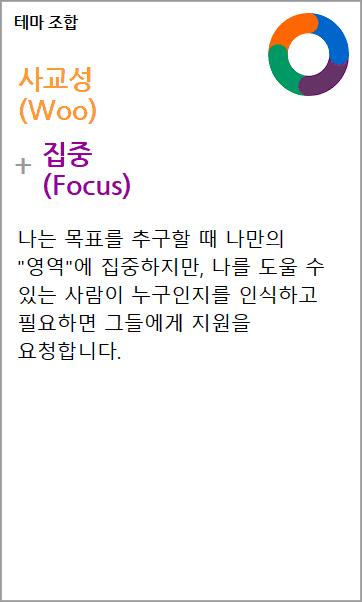 테마 조합
사교성
(Woo)
+ 집중
(Focus)
나는 목표를 추구할 때 나만의
"영역"에 집중하지만, 나를 도울 수
있는 사람이 누구인지를 인식하고
필요하면 그들에게 지원을
요청합니다.